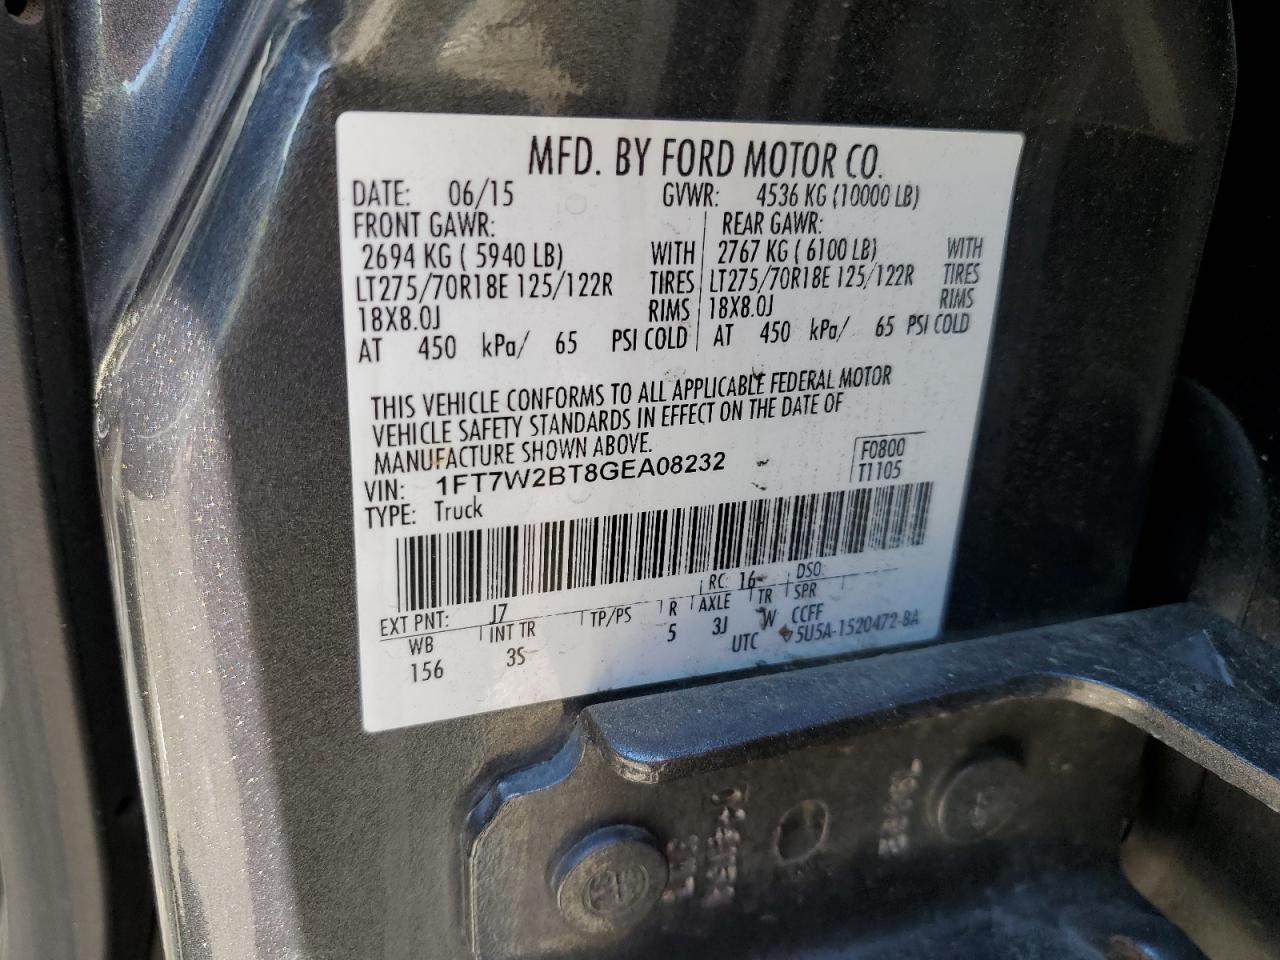 MFD. BY FORD MOTOR CO.
DATE: 06/15 GVWR: 4536 KG (10000 LB)
FRONT GAWR: REAR GAWR:
2694 KG ( 5940 LB) WITH 2767 KG ( 6100 LB) WITH
LT275/70R18E 125/122R TIRES LT275/70R18E 125/122R TIRES
18X8.0J RIMS 18X8.0J RIMS
AT 450 kPa/ 65 PSI COLD AT 450 kPa/ 65 PSI COLD
THIS VEHICLE CONFORMS TO ALL APPLICABLE FEDERAL MOTOR
VEHICLE SAFETY STANDARDS IN EFFECT ON THE DATE OF
MANUFACTURE SHOWN ABOVE.
VIN: 1FT7W2BT8GEA08232
TYPE: Truck
F0800
T1105
EXT PNT: J7 RC: 16 DSO:
WB INT TR TP/PS R AXLE TR SPR
156 3S 5 3J W CCFF
UTC 5U5A-1520472-BA